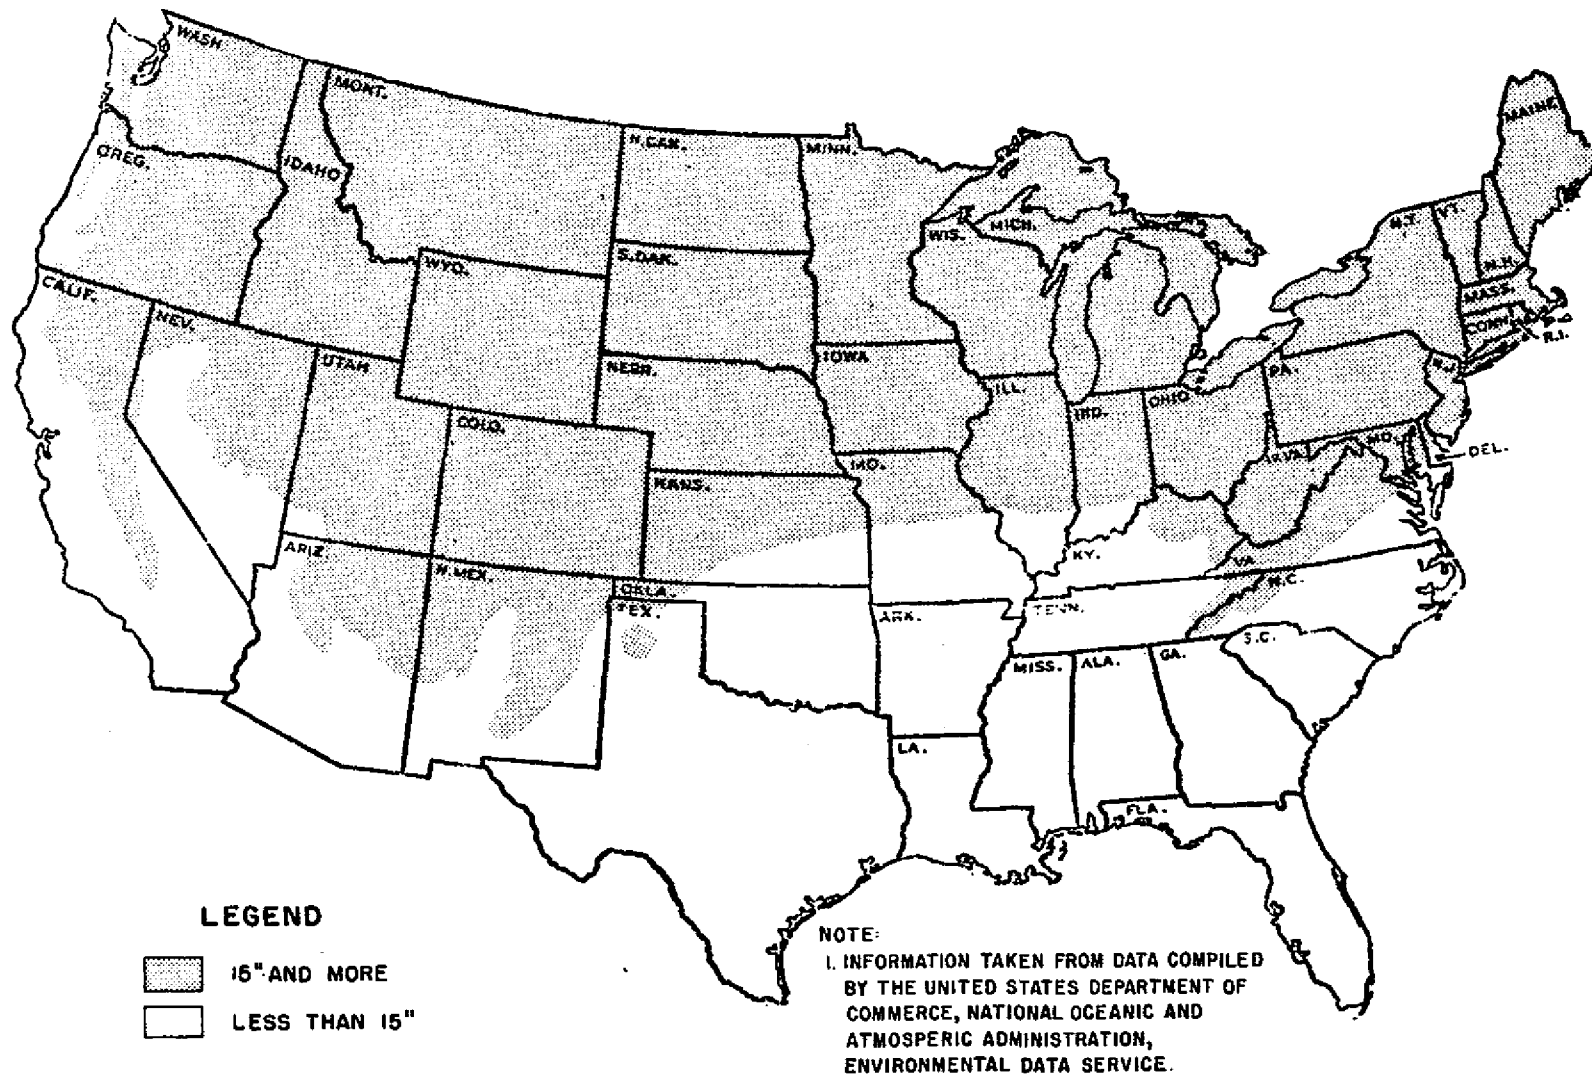 WASH
MONT.
N.DAK.
MINN.
MAINE
OREG.
IDAHO
WIS.
MICH.
N.Y.
VT.
N.H.
MASS.
CONN.
R.I.
S.DAK.
WYO.
CALIF.
NEV.
UTAH
NEBR.
IOWA
ILL.
IND.
OHIO
PA.
N.J.
COLO.
KANS.
MO.
W.VA.
MD.
DEL.
ARIZ.
N.MEX.
OKLA.
TEX.
KY.
VA.
N.C.
ARK.
TENN.
S.C.
MISS.
ALA.
GA.
LA.
FLA.
LEGEND
15" AND MORE
LESS THAN 15"
NOTE:
1. INFORMATION TAKEN FROM DATA COMPILED
BY THE UNITED STATES DEPARTMENT OF
COMMERCE, NATIONAL OCEANIC AND
ATMOSPERIC ADMINISTRATION,
ENVIRONMENTAL DATA SERVICE.